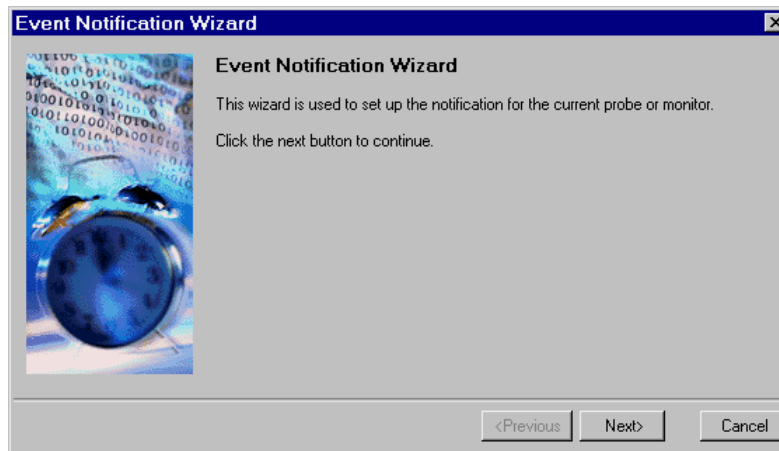 Event Notification Wizard
Event Notification Wizard
This wizard is used to set up the notification for the current probe or monitor.
Click the next button to continue.
<Previous
Next>
Cancel